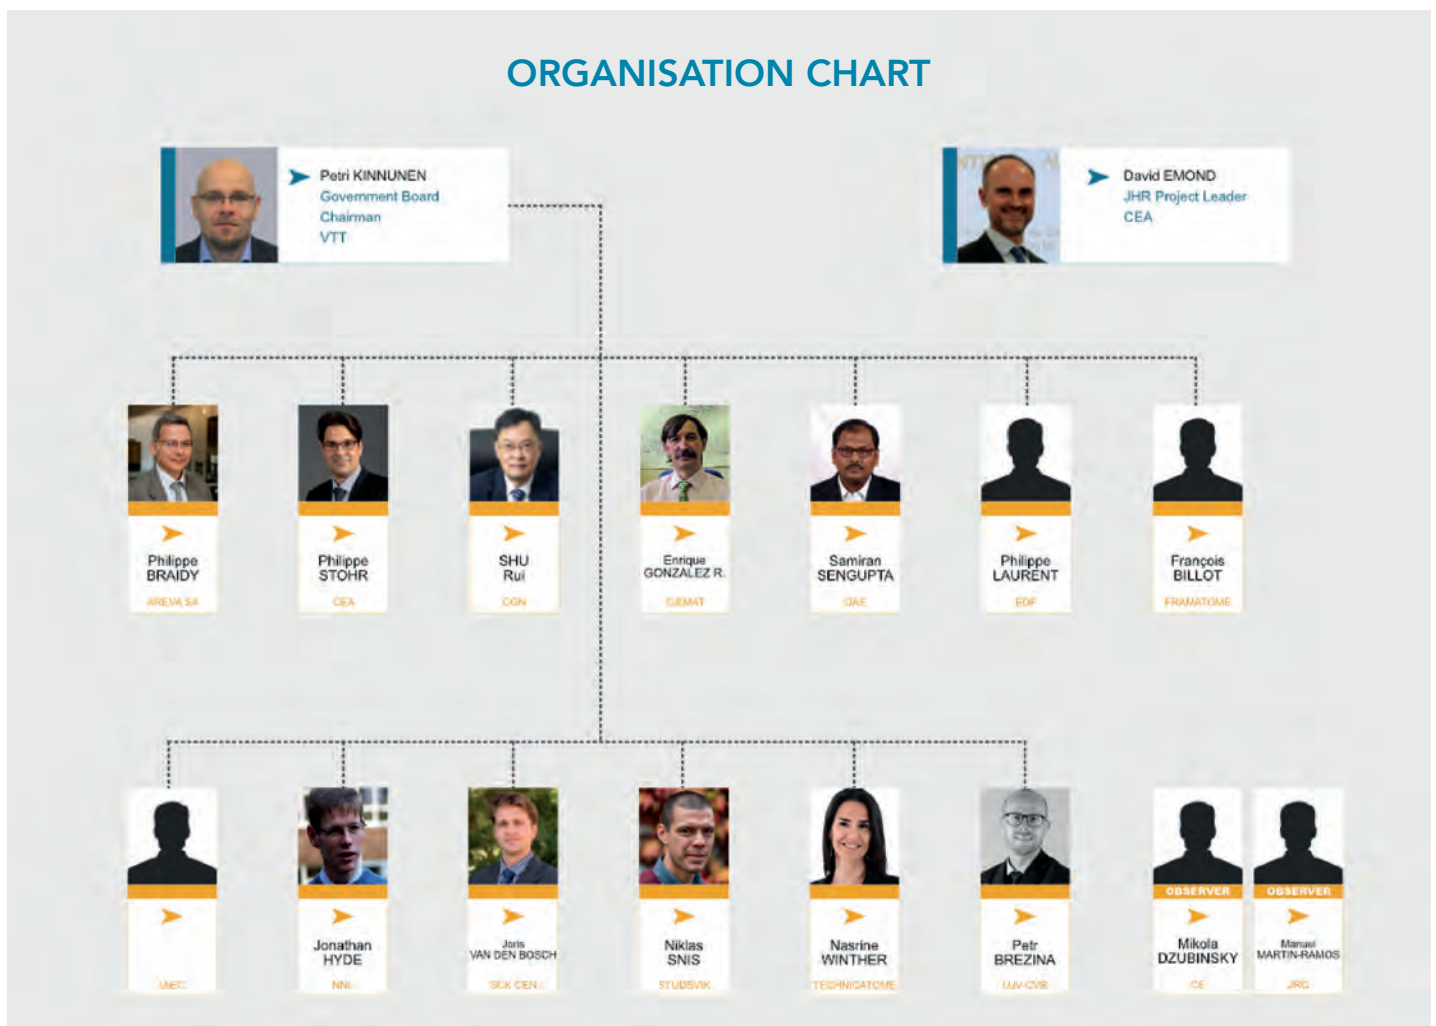 ORGANISATION CHART
Petri KINNUNEN
Government Board
Chairman
VTT
David EMOND
JHR Project Leader
CEA
Philippe
BRAIDY
AREVA SA
Philippe
STOHR
CEA
SHU
Rui
CGN
Enrique
GONZALEZ R.
CIEMAT
Samiran
SENGUPTA
DAE
Philippe
LAURENT
EDF
François
BILLOT
FRAMATOME
Jonathan
HYDE
NNL
Joris
VAN DEN BOSCH
SCK CEN
Niklas
SNIS
STUDSVIK
Nasrine
WINTHER
TECHNICATOME
Petr
BREZINA
UJV-CVR
OBSERVER
Mikola
DZUBINSKY
CE
OBSERVER
Manuel
MARTIN-RAMOS
JRC